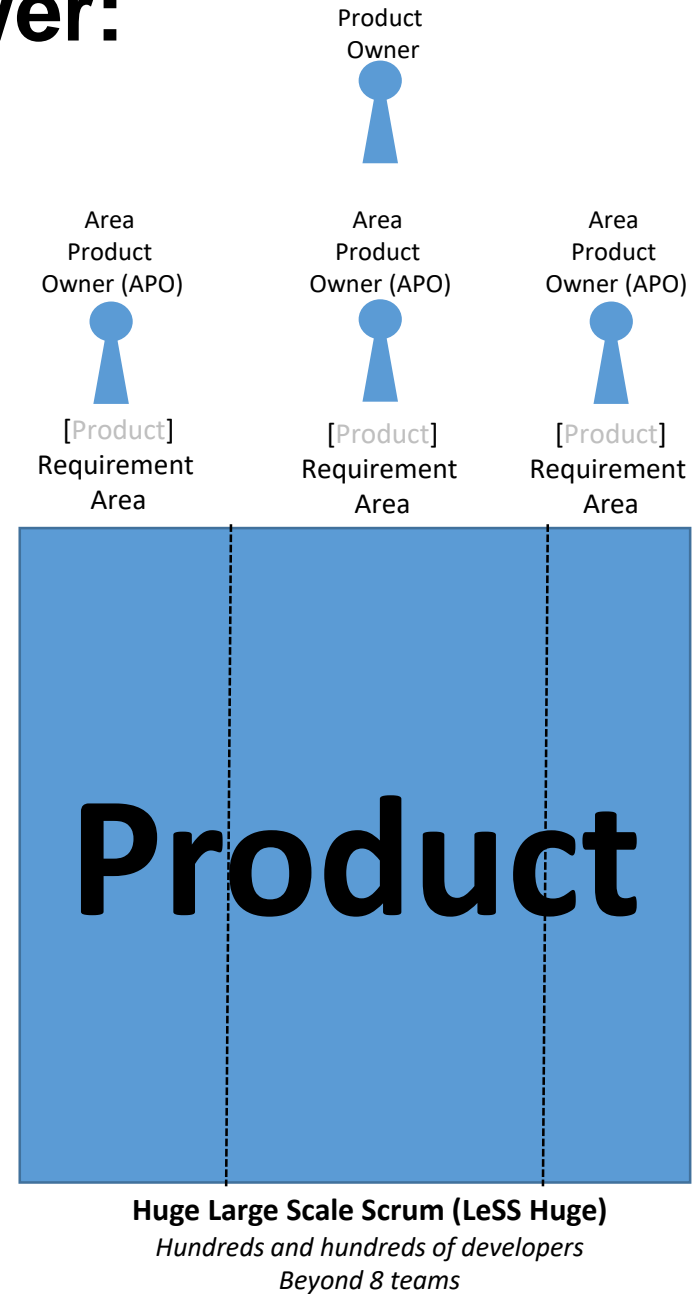 Product
Owner
Area
Product
Owner (APO)
Area
Product
Owner (APO)
Area
Product
Owner (APO)
[Product]
Requirement
Area
[Product]
Requirement
Area
[Product]
Requirement
Area
Product
Huge Large Scale Scrum (LeSS Huge)
Hundreds and hundreds of developers
Beyond 8 teams